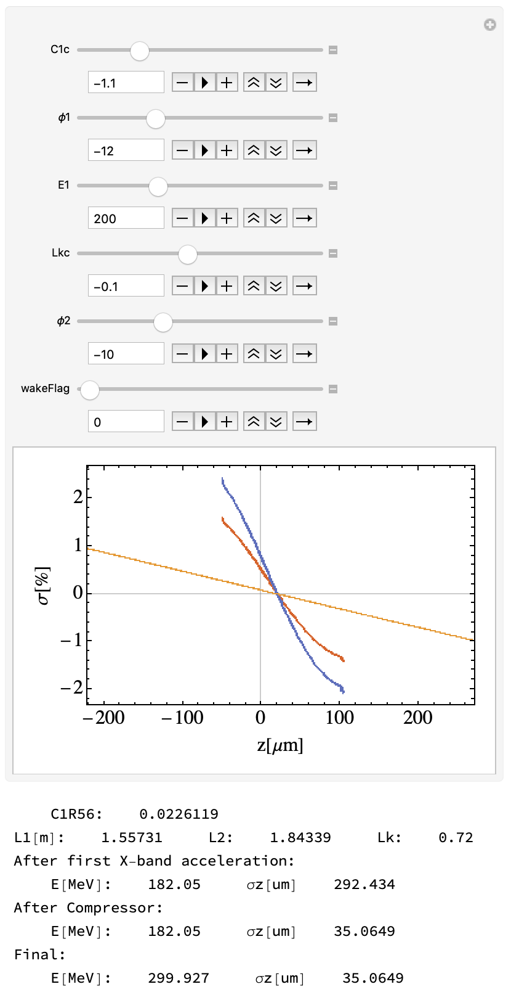 C1c
−1.1
ϕ1
−12
E1
200
Lkc
−0.1
ϕ2
−10
wakeFlag
0
2
1
0
−1
−2
σ[%]
−200 −100 0 100 200
z[μm]
C1R56: 0.0226119
L1[m]: 1.55731 L2: 1.84339 Lk: 0.72
After first X-band acceleration:
E[MeV]: 182.05 σz[um] 292.434
After Compressor:
E[MeV]: 182.05 σz[um] 35.0649
Final:
E[MeV]: 299.927 σz[um] 35.0649